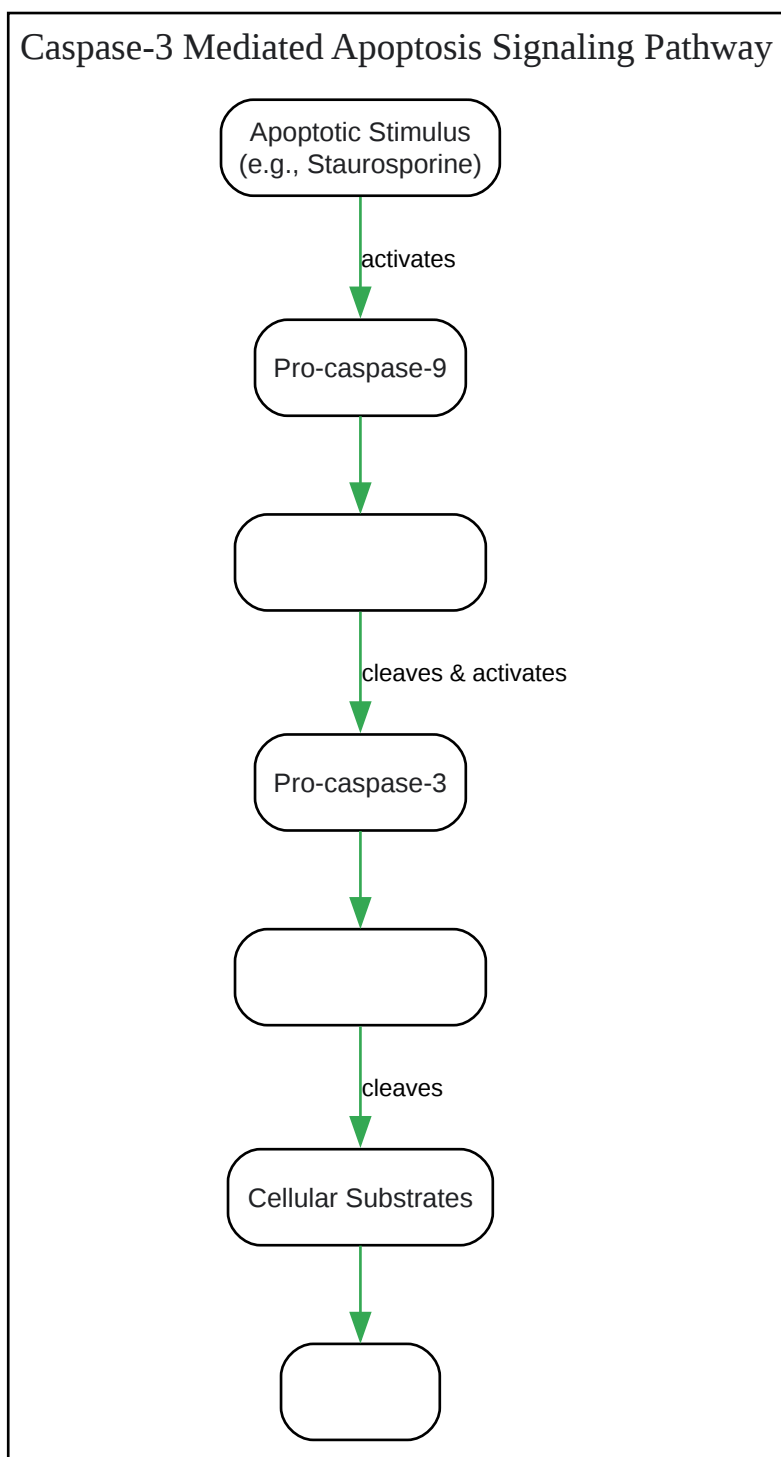 Caspase-3 Mediated Apoptosis Signaling Pathway
Apoptotic Stimulus
(e.g., Staurosporine)
activates
Pro-caspase-9
cleaves & activates
Pro-caspase-3
cleaves
Cellular Substrates